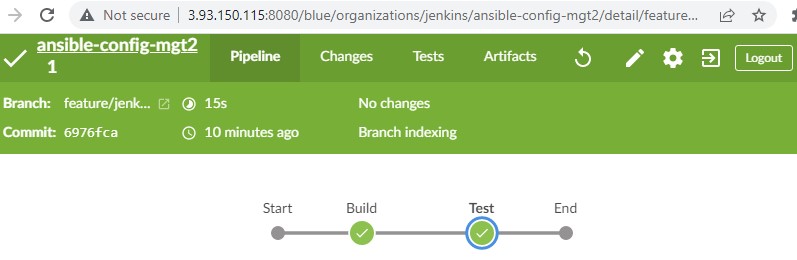 Not secure | 3.93.150.115:8080/blue/organizations/jenkins/ansible-config-mgt2/detail/feature...
ansible-config-mgt2
1
Pipeline Changes Tests Artifacts Logout
Branch: feature/jenk... 15s No changes
Commit: 6976fca 10 minutes ago Branch indexing
Start Build Test End